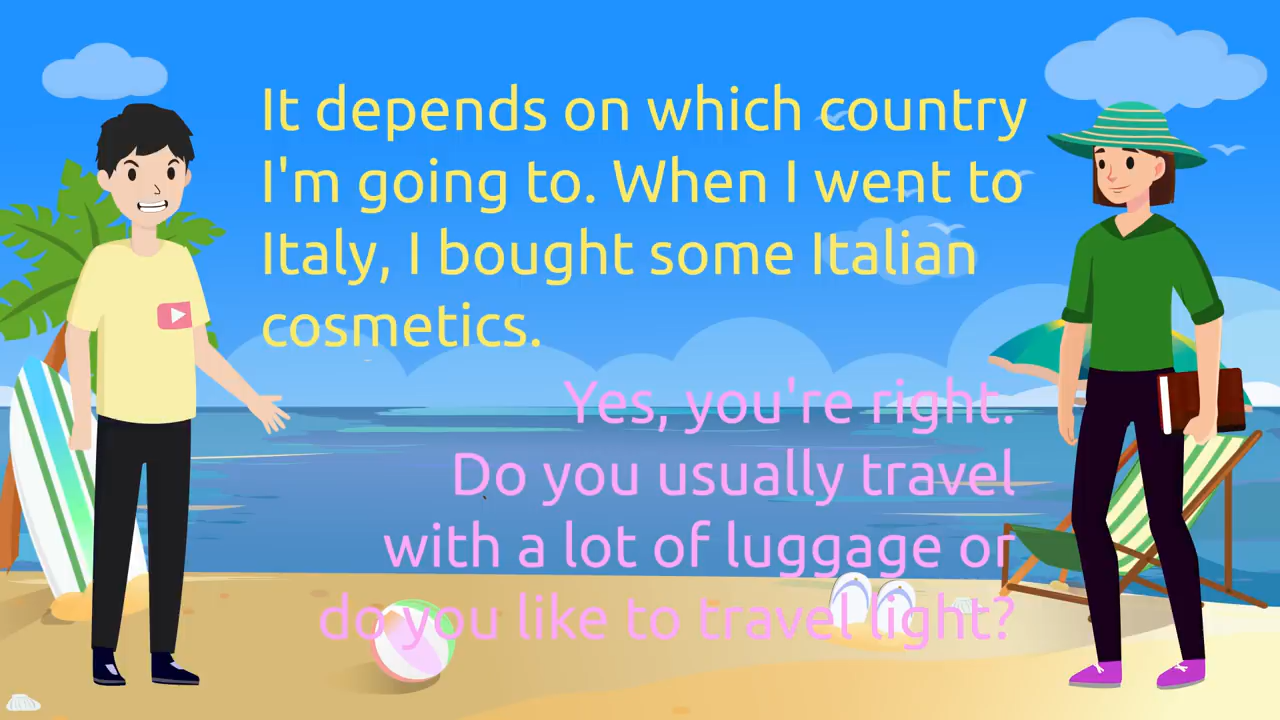 It depends on which country
I'm going to. When I went to
Italy, I bought some Italian
cosmetics.
Yes, you're right.
Do you usually travel
with a lot of luggage or
do you like to travel light?